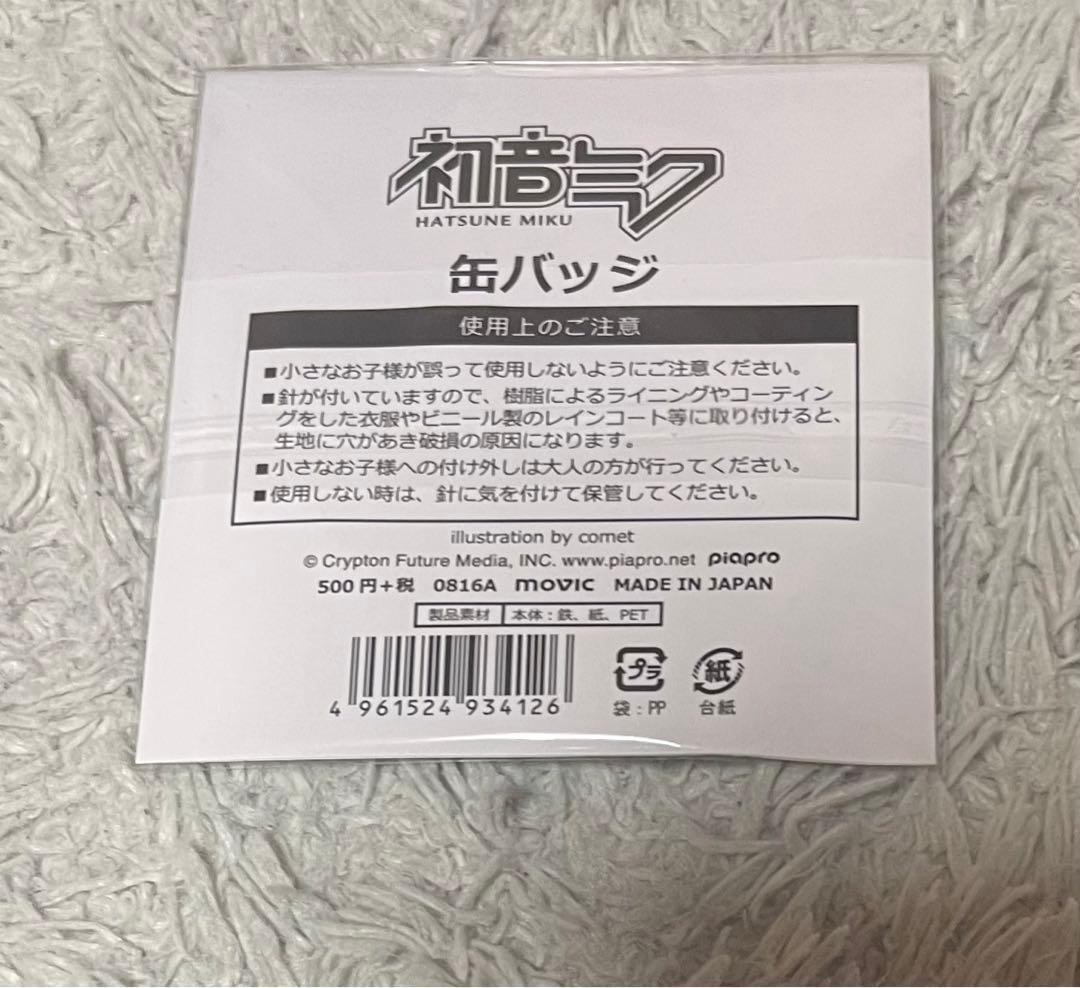 初音ミク
HATSUNE MIKU
缶バッジ
使用上のご注意
■小さなお子様が誤って使用しないようにご注意ください。
■針が付いていますので、樹脂によるライニングやコーティン
グをした衣服やビニール製のレインコート等に取り付けると、
生地に穴があき破損の原因になります。
■小さなお子様への付け外しは大人の方が行ってください。
■使用しない時は、針に気を付けて保管してください。
illustration by comet
© Crypton Future Media, INC. www.piapro.net piapro
500円+税 0816A movic MADE IN JAPAN
製品素材 本体：鉄、紙、PET
4 961524 934126
プラ 紙
袋：PP 台紙